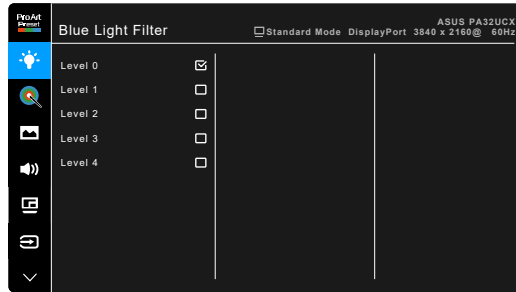 ProArt
Preset
Blue Light Filter
ASUS PA32UCX
Standard Mode DisplayPort 3840 x 2160@ 60Hz
Level 0
Level 1
Level 2
Level 3
Level 4